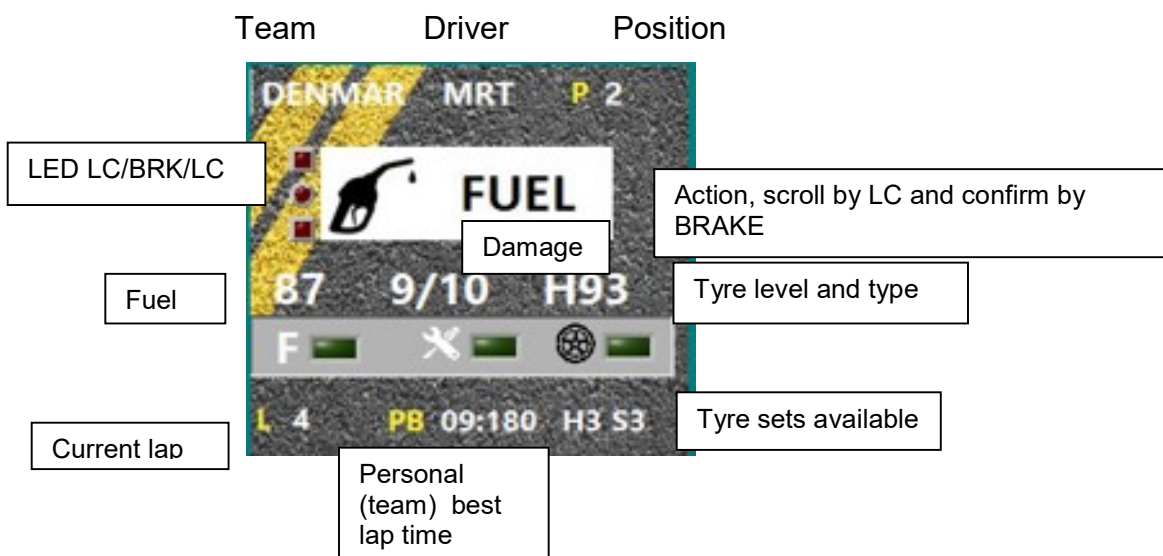 Team Driver Position
DENMAR MRT P 2
LED LC/BRK/LC
FUEL
Action, scroll by LC and confirm by
BRAKE
Damage
Fuel
87 9/10 H93
Tyre level and type
F
L 4 PB 09:180 H3 S3
Tyre sets available
Current lap
Personal
(team) best
lap time